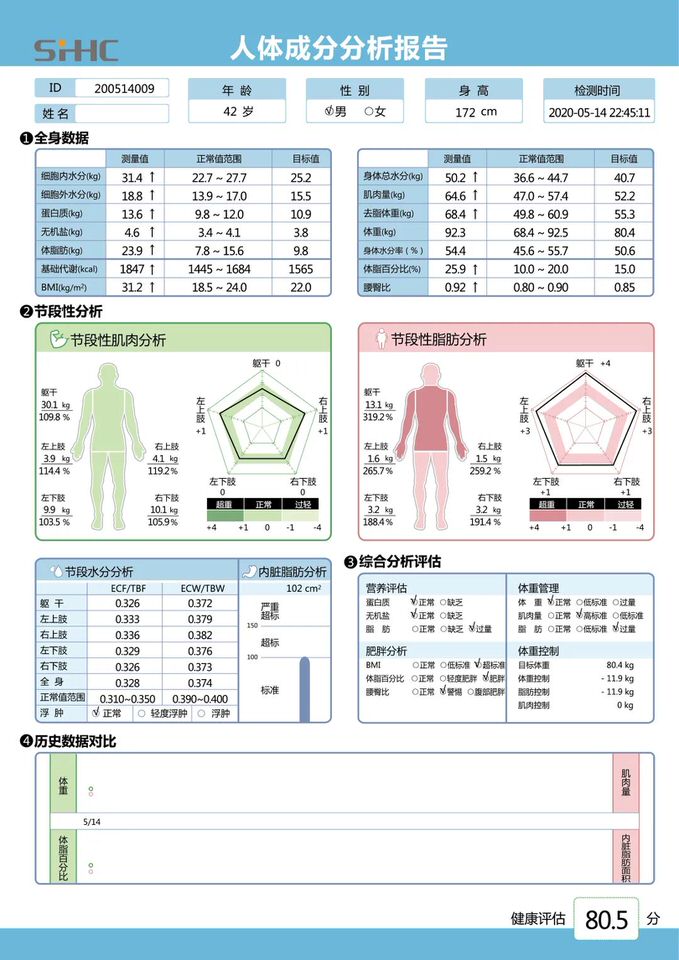 SiHHC 人体成分分析报告
ID 200514009 年 龄 性 别 身 高 检测时间
姓 名 42 岁 男 女 172 cm 2020-05-14 22:45:11
❶全身数据
测量值 正常值范围 目标值
细胞内水分(kg) 31.4 ↑ 22.7 ~ 27.7 25.2
细胞外水分(kg) 18.8 ↑ 13.9 ~ 17.0 15.5
蛋白质(kg) 13.6 ↑ 9.8 ~ 12.0 10.9
无机盐(kg) 4.6 ↑ 3.4 ~ 4.1 3.8
体脂肪(kg) 23.9 ↑ 7.8 ~ 15.6 9.8
基础代谢(kcal) 1847 ↑ 1445 ~ 1684 1565
BMI(kg/m²) 31.2 ↑ 18.5 ~ 24.0 22.0
测量值 正常值范围 目标值
身体总水分(kg) 50.2 ↑ 36.6 ~ 44.7 40.7
肌肉量(kg) 64.6 ↑ 47.0 ~ 57.4 52.2
去脂体重(kg) 68.4 ↑ 49.8 ~ 60.9 55.3
体重(kg) 92.3 68.4 ~ 92.5 80.4
身体水分率（%） 54.4 45.6 ~ 55.7 50.6
体脂百分比(%) 25.9 ↑ 10.0 ~ 20.0 15.0
腰臀比 0.92 ↑ 0.80 ~ 0.90 0.85
❷节段性分析
节段性肌肉分析
躯干
30.1 kg
109.8 %
左上肢
3.9 kg
114.4 %
右上肢
4.1 kg
119.2 %
左下肢
9.9 kg
103.5 %
右下肢
10.1 kg
105.9 %
躯干 0
左上肢 +1
右上肢 +1
左下肢 0
右下肢 0
超重 正常 过轻
+4 +1 0 -1 -4
节段性脂肪分析
躯干
13.1 kg
319.2 %
左上肢
1.6 kg
265.7 %
右上肢
1.5 kg
259.2 %
左下肢
3.2 kg
188.4 %
右下肢
3.2 kg
191.4 %
躯干 +4
左上肢 +3
右上肢 +3
左下肢 +1
右下肢 +1
超重 正常 过轻
+4 +1 0 -1 -4
节段水分分析
ECF/TBF ECW/TBW
躯 干 0.326 0.372
左上肢 0.333 0.379
右上肢 0.336 0.382
左下肢 0.329 0.376
右下肢 0.326 0.373
全 身 0.328 0.374
正常值范围 0.310~0.350 0.390~0.400
浮 肿 正常 轻度浮肿 浮肿
内脏脂肪分析
102 cm²
严重超标
150
超标
100
标准
❸综合分析评估
营养评估
蛋白质 正常 缺乏
无机盐 正常 缺乏
脂 肪 正常 缺乏 过量
肥胖分析
BMI 正常 低标准 超标准
体脂百分比 正常 轻度肥胖 肥胖
腰臀比 正常 警惕 腹部肥胖
体重管理
体 重 正常 低标准 过量
肌肉量 正常 高标准 低标准
脂 肪 正常 低标准 过量
体重控制
目标体重 80.4 kg
体重控制 - 11.9 kg
脂肪控制 - 11.9 kg
肌肉控制 0 kg
❹历史数据对比
体重 肌肉量
5/14
体脂百分比 内脏脂肪面积
健康评估 80.5 分